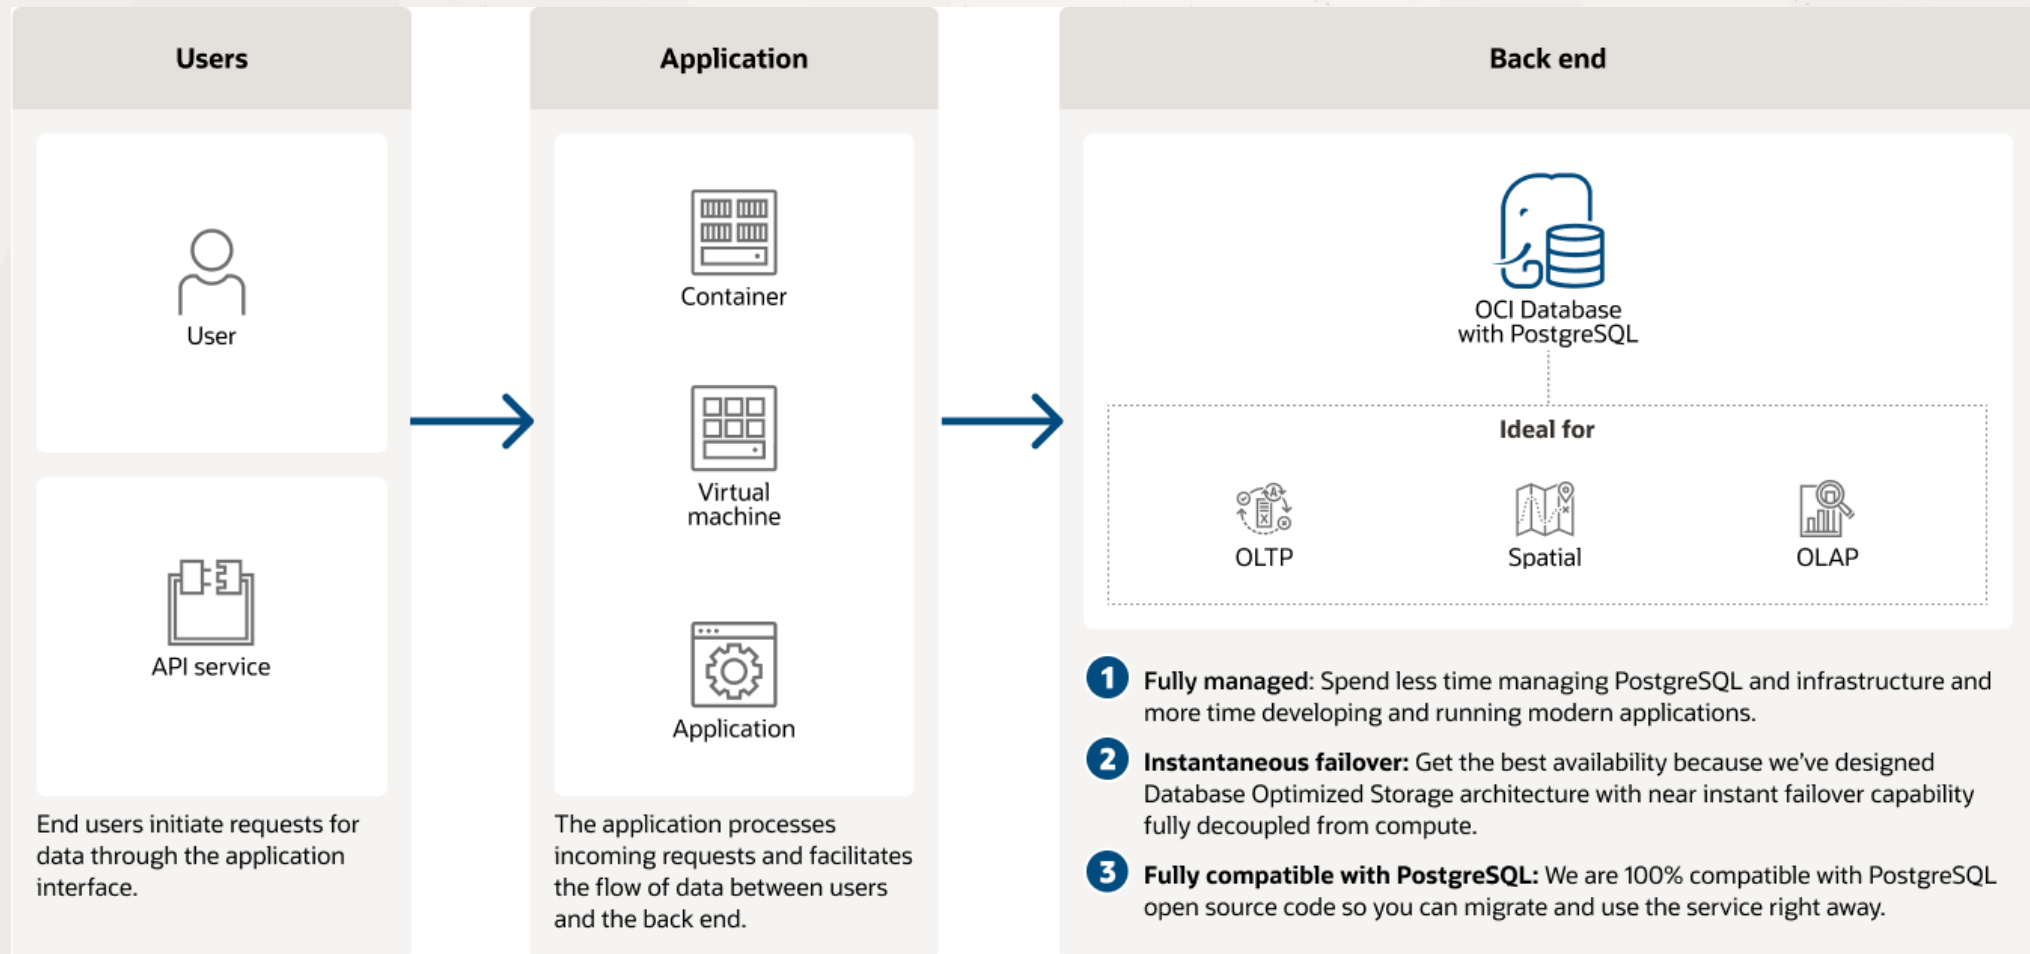 Users
User
API service
End users initiate requests for
data through the application
interface.
Application
Container
Virtual
machine
Application
The application processes
incoming requests and facilitates
the flow of data between users
and the back end.
Back end
OCI Database
with PostgreSQL
Ideal for
OLTP
Spatial
OLAP
1 Fully managed: Spend less time managing PostgreSQL and infrastructure and
more time developing and running modern applications.
2 Instantaneous failover: Get the best availability because we've designed
Database Optimized Storage architecture with near instant failover capability
fully decoupled from compute.
3 Fully compatible with PostgreSQL: We are 100% compatible with PostgreSQL
open source code so you can migrate and use the service right away.